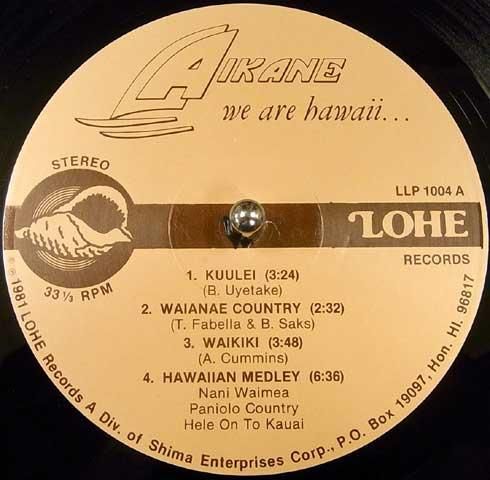 AIKANE
we are hawaii...
STEREO
33⅓ RPM
LLP 1004 A
LOHE
RECORDS
1. KUULEI (3:24)
(B. Uyetake)
2. WAIANAE COUNTRY (2:32)
(T. Fabella & B. Saks)
3. WAIKIKI (3:48)
(A. Cummins)
4. HAWAIIAN MEDLEY (6:36)
Nani Waimea
Paniolo Country
Hele On To Kauai
© ℗ 1981 LOHE Records A Div. of Shima Enterprises Corp., P.O. Box 19097, Hon. HI. 96817